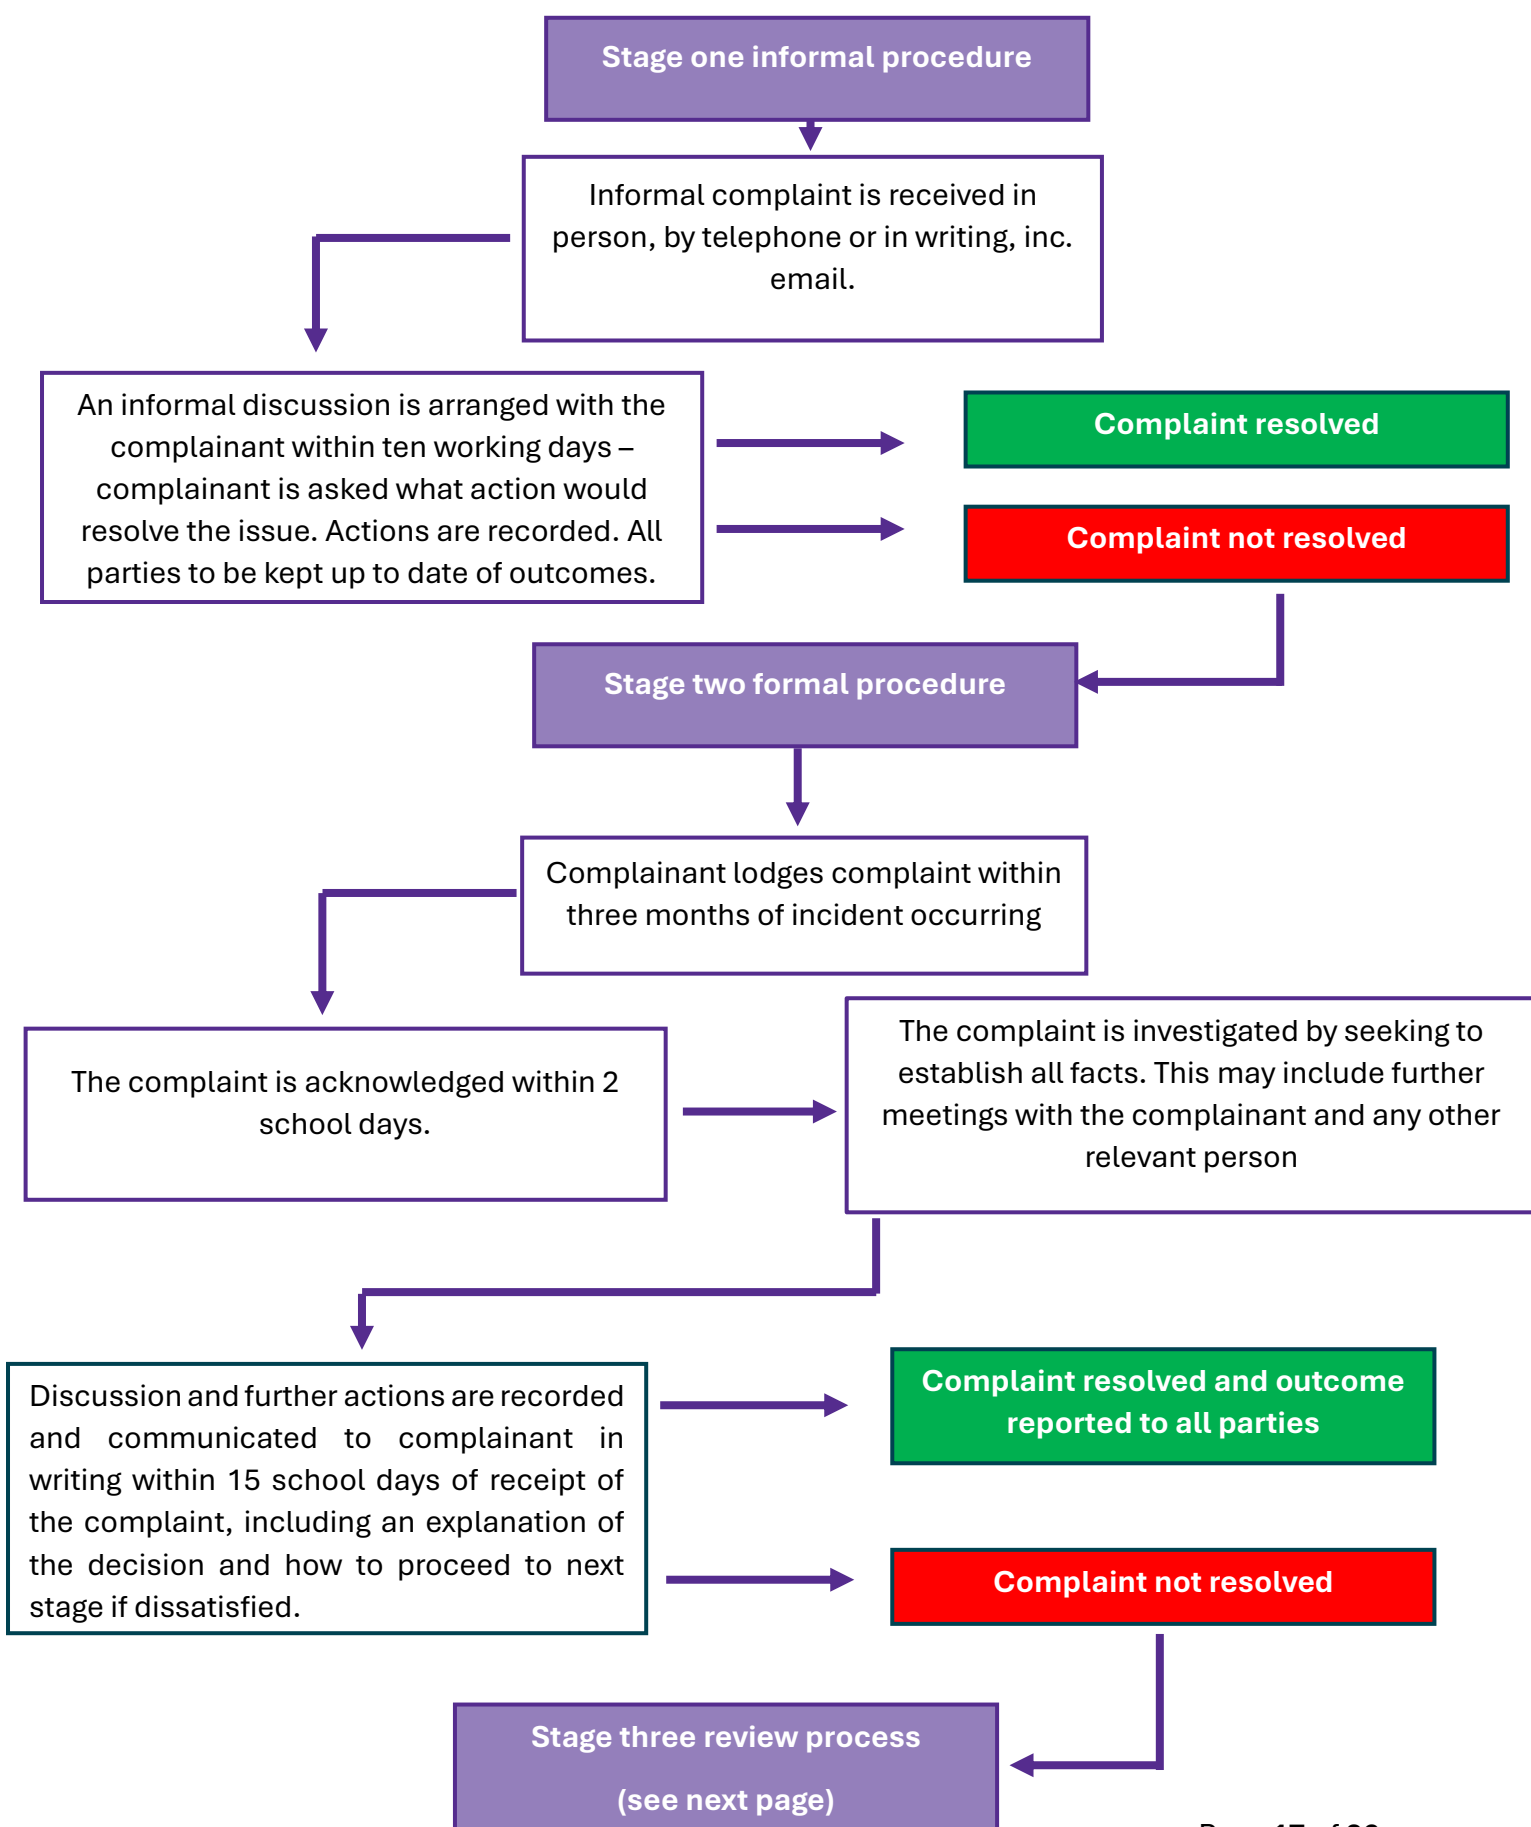 Stage one informal procedure
Informal complaint is received in
person, by telephone or in writing, inc.
email.
An informal discussion is arranged with the
complainant within ten working days –
complainant is asked what action would
resolve the issue. Actions are recorded. All
parties to be kept up to date of outcomes.
Complaint resolved
Complaint not resolved
Stage two formal procedure
Complainant lodges complaint within
three months of incident occurring
The complaint is acknowledged within 2
school days.
The complaint is investigated by seeking to
establish all facts. This may include further
meetings with the complainant and any other
relevant person
Discussion and further actions are recorded
and communicated to complainant in
writing within 15 school days of receipt of
the complaint, including an explanation of
the decision and how to proceed to next
stage if dissatisfied.
Complaint resolved and outcome
reported to all parties
Complaint not resolved
Stage three review process
(see next page)